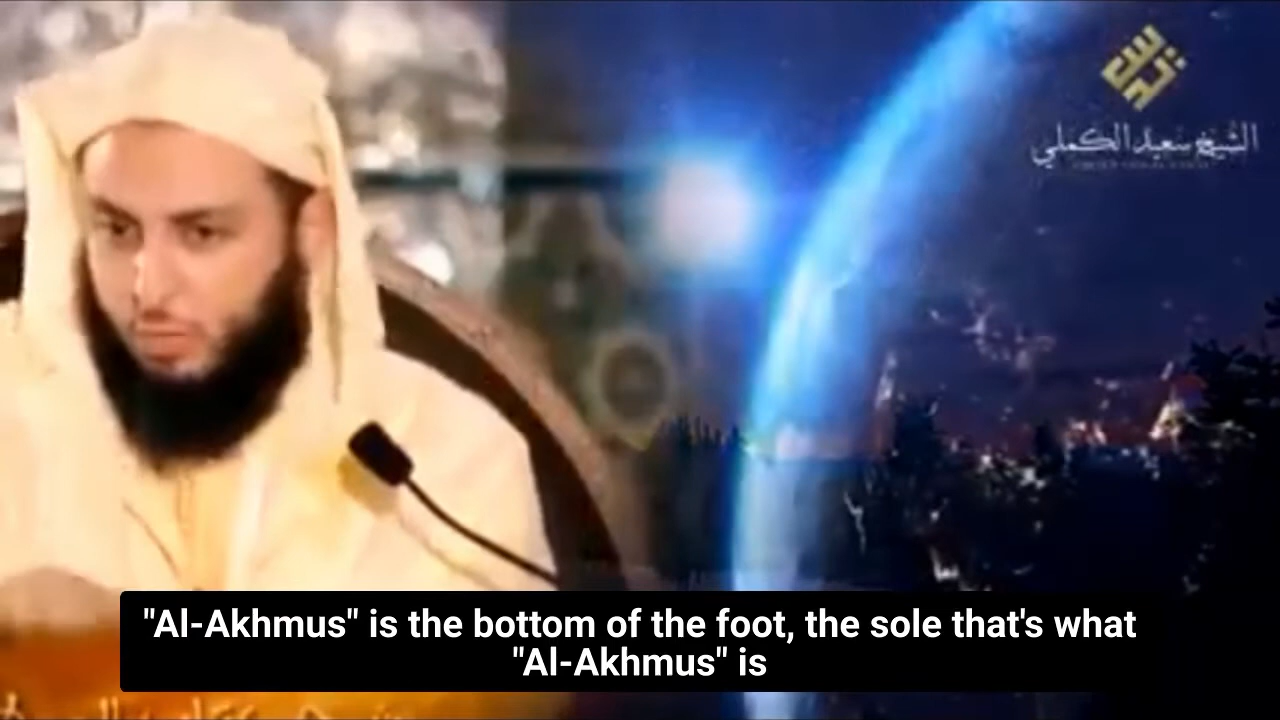 الشيخ سعيد الكملي
"Al-Akhmus" is the bottom of the foot, the sole that's what
"Al-Akhmus" is